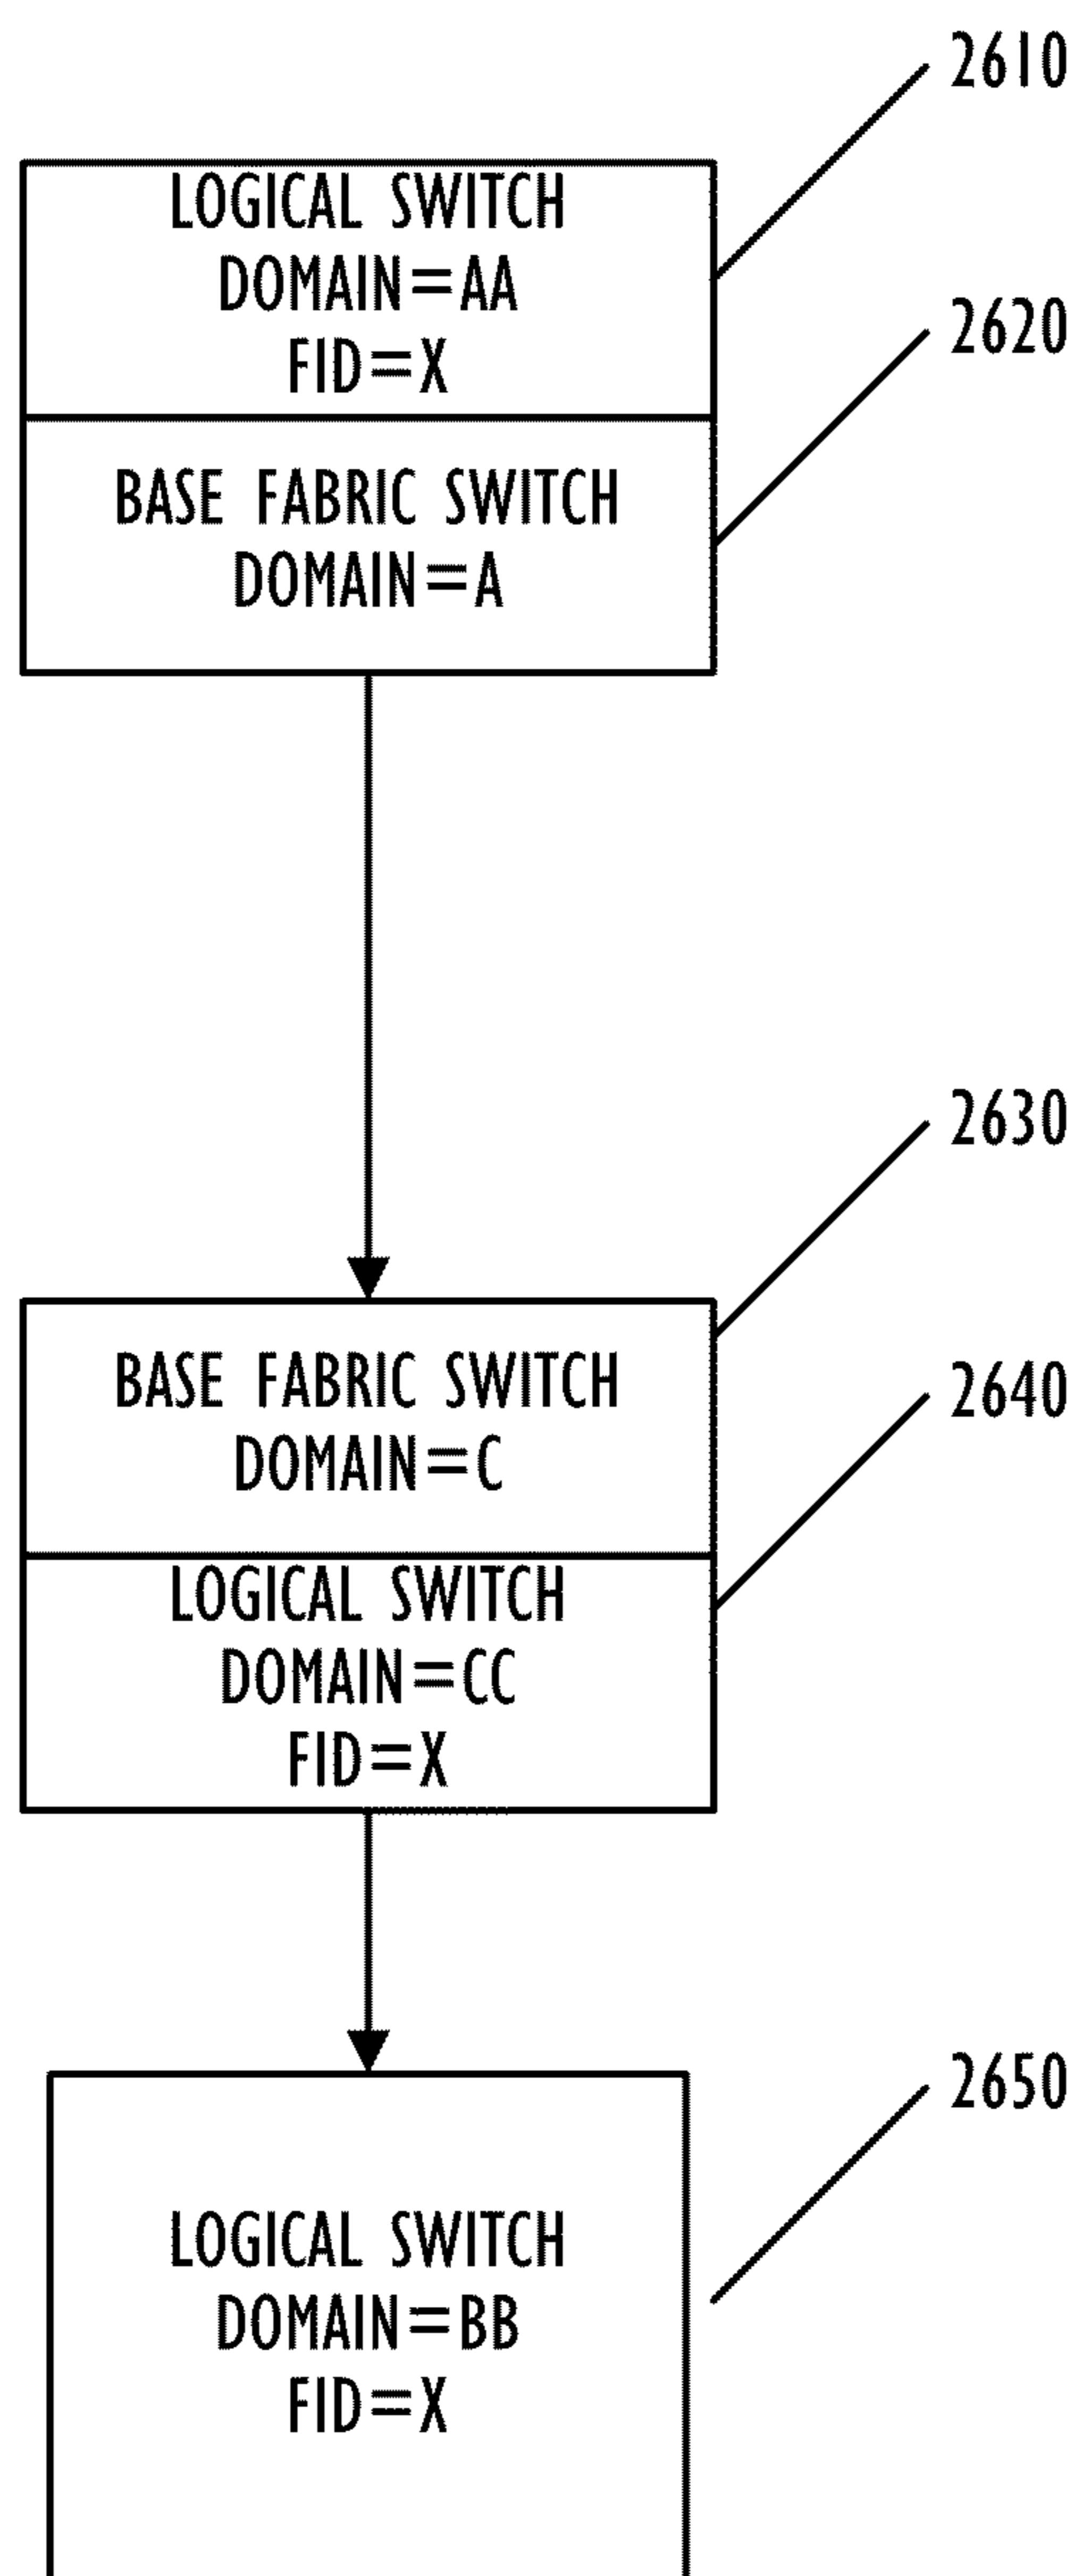 2610
LOGICAL SWITCH
DOMAIN=AA
FID=X
2620
BASE FABRIC SWITCH
DOMAIN=A
2630
BASE FABRIC SWITCH
DOMAIN=C
2640
LOGICAL SWITCH
DOMAIN=CC
FID=X
2650
LOGICAL SWITCH
DOMAIN=BB
FID=X